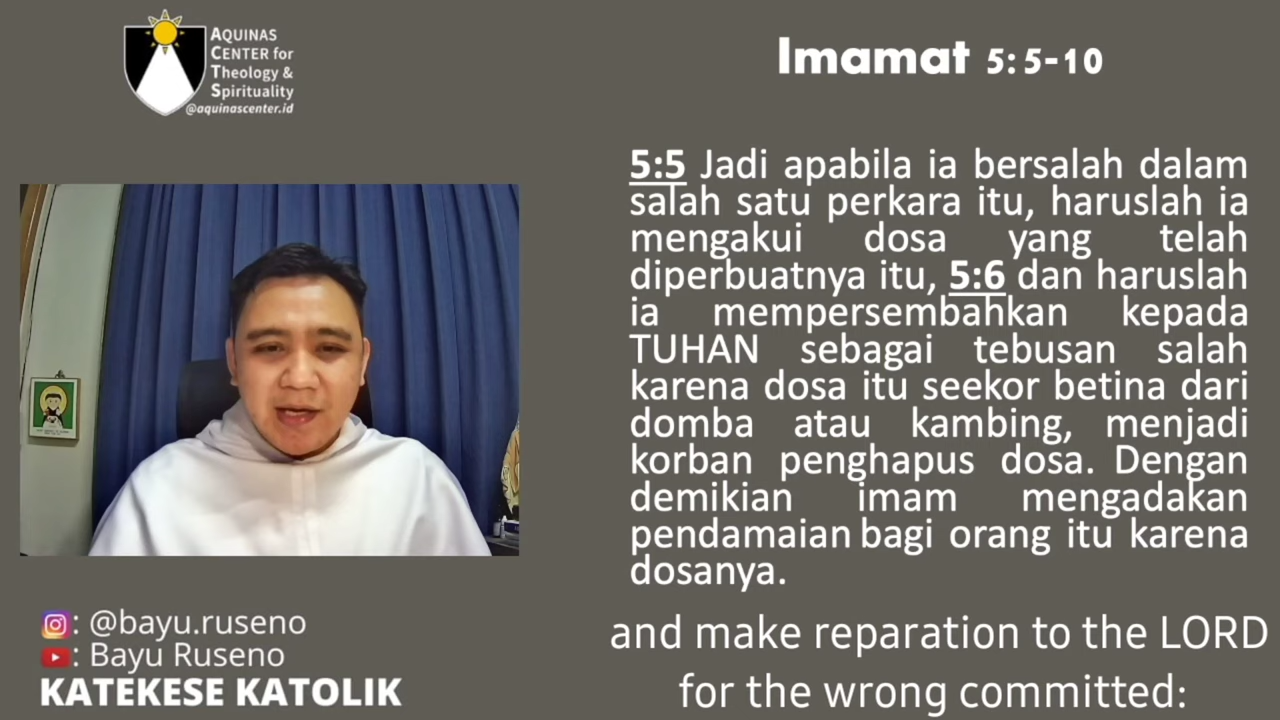 AQUINAS
CENTER for
Theology &
Spirituality
@aquinascenter.id
Imamat 5:5-10
5:5 Jadi apabila ia bersalah dalam
salah satu perkara itu, haruslah ia
mengakui dosa yang telah
diperbuatnya itu, 5:6 dan haruslah
ia mempersembahkan kepada
TUHAN sebagai tebusan salah
karena dosa itu seekor betina dari
domba atau kambing, menjadi
korban penghapus dosa. Dengan
demikian imam mengadakan
pendamaian bagi orang itu karena
dosanya.
: @bayu.ruseno
: Bayu Ruseno
KATEKESE KATOLIK
and make reparation to the LORD
for the wrong committed: